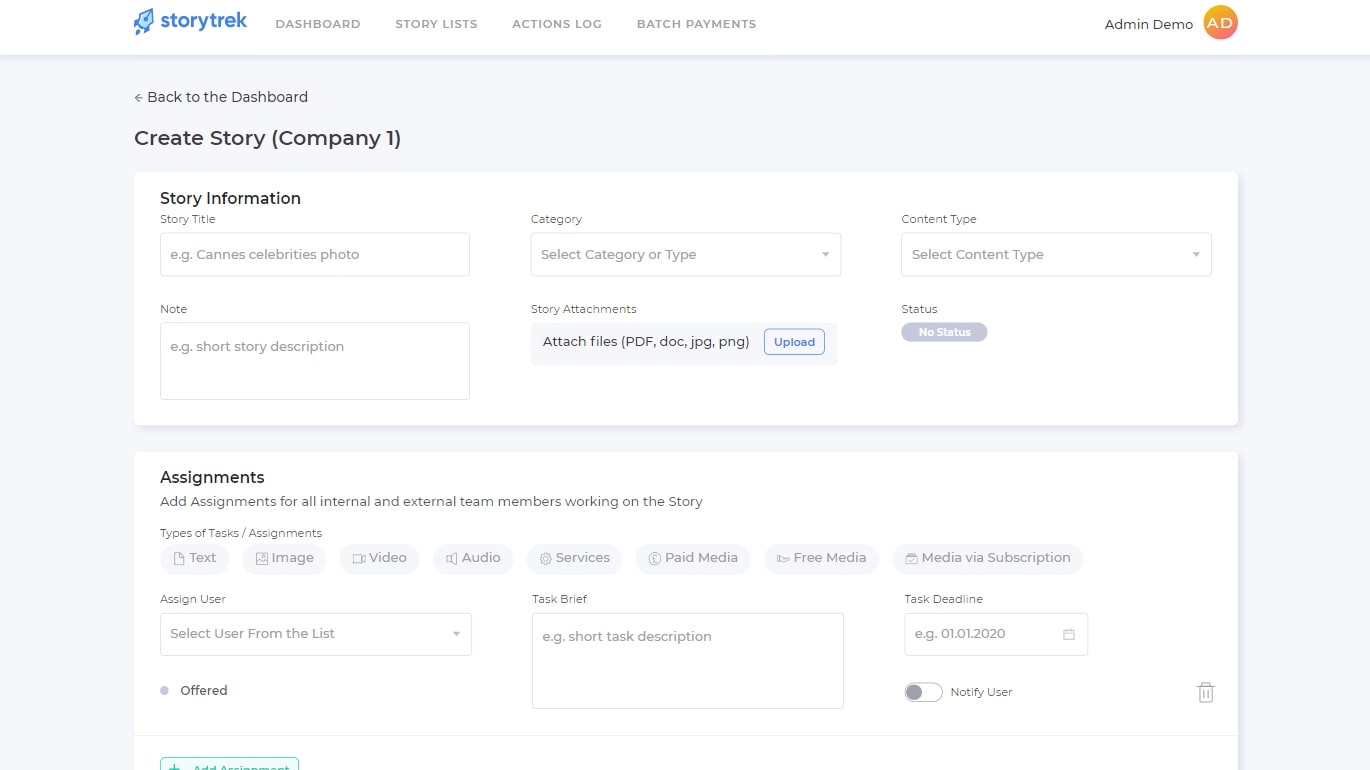 storytrek DASHBOARD STORY LISTS ACTIONS LOG BATCH PAYMENTS Admin Demo AD
← Back to the Dashboard
Create Story (Company 1)
Story Information
Story Title Category Content Type
e.g. Cannes celebrities photo Select Category or Type Select Content Type
Note Story Attachments Status
e.g. short story description Attach files (PDF, doc, jpg, png) Upload No Status
Assignments
Add Assignments for all internal and external team members working on the Story
Types of Tasks / Assignments
Text Image Video Audio Services Paid Media Free Media Media via Subscription
Assign User Task Brief Task Deadline
Select User From the List e.g. short task description e.g. 01.01.2020
Offered Notify User
+ Add Assignment